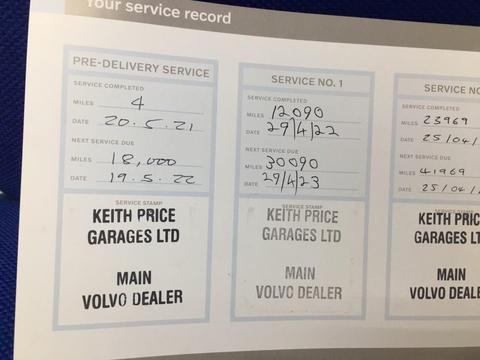 Your service record
PRE-DELIVERY SERVICE
SERVICE COMPLETED
MILES 4
DATE 20.5.21
NEXT SERVICE DUE
MILES 18,000
DATE 19.5.22
SERVICE STAMP
KEITH PRICE
GARAGES LTD
MAIN
VOLVO DEALER
SERVICE NO. 1
SERVICE COMPLETED
MILES 12090
DATE 29/4/22
NEXT SERVICE DUE
MILES 30090
DATE 29/4/23
SERVICE STAMP
KEITH PRICE
GARAGES LTD
MAIN
VOLVO DEALER
SERVICE NO
SERVICE COMPLETED
MILES 23969
DATE 25/04/
NEXT SERVICE DUE
MILES 41969
DATE 25/04/
KEITH PRIC
GARAGES L
MAIN
VOLVO DEAL